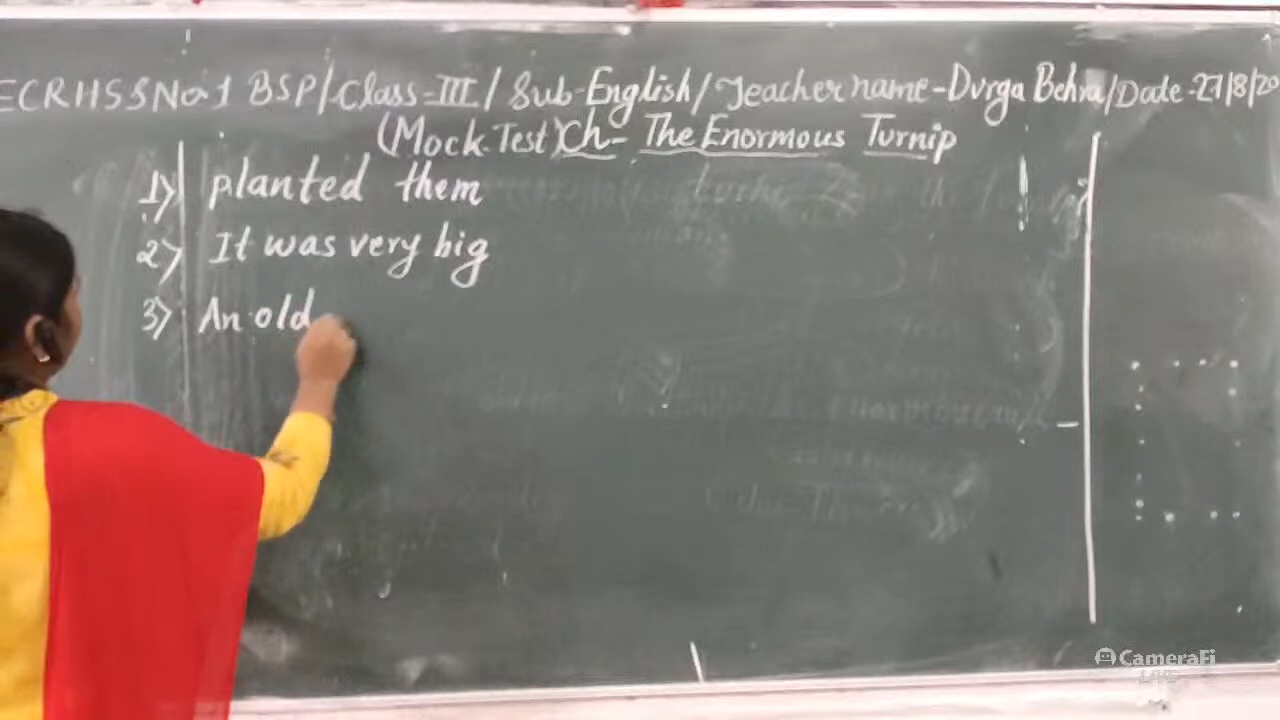 ECRHSS No.1 BSP/Class-III/Sub-English/Teacher name-Durga Behra/Date-27/8/20
(Mock Test) Ch- The Enormous Turnip
1) planted them
2) It was very big
3) An old
CameraFi
LIVE